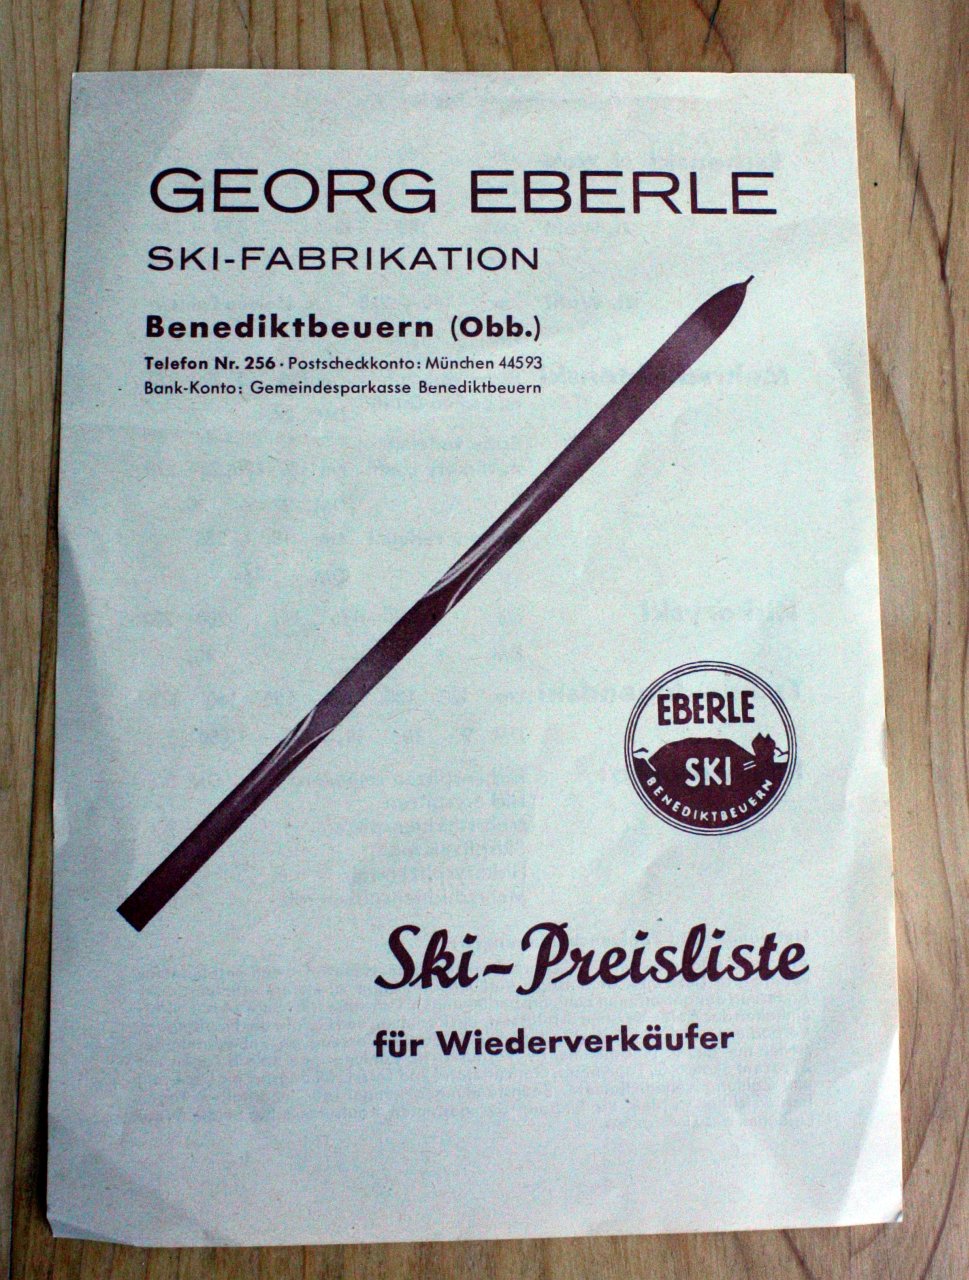 GEORG EBERLE
SKI-FABRIKATION
Benediktbeuern (Obb.)
Telefon Nr. 256 · Postscheckkonto: München 44593
Bank-Konto: Gemeindesparkasse Benediktbeuern
EBERLE
SKI
BENEDIKTBEUERN
Ski-Preisliste
für Wiederverkäufer